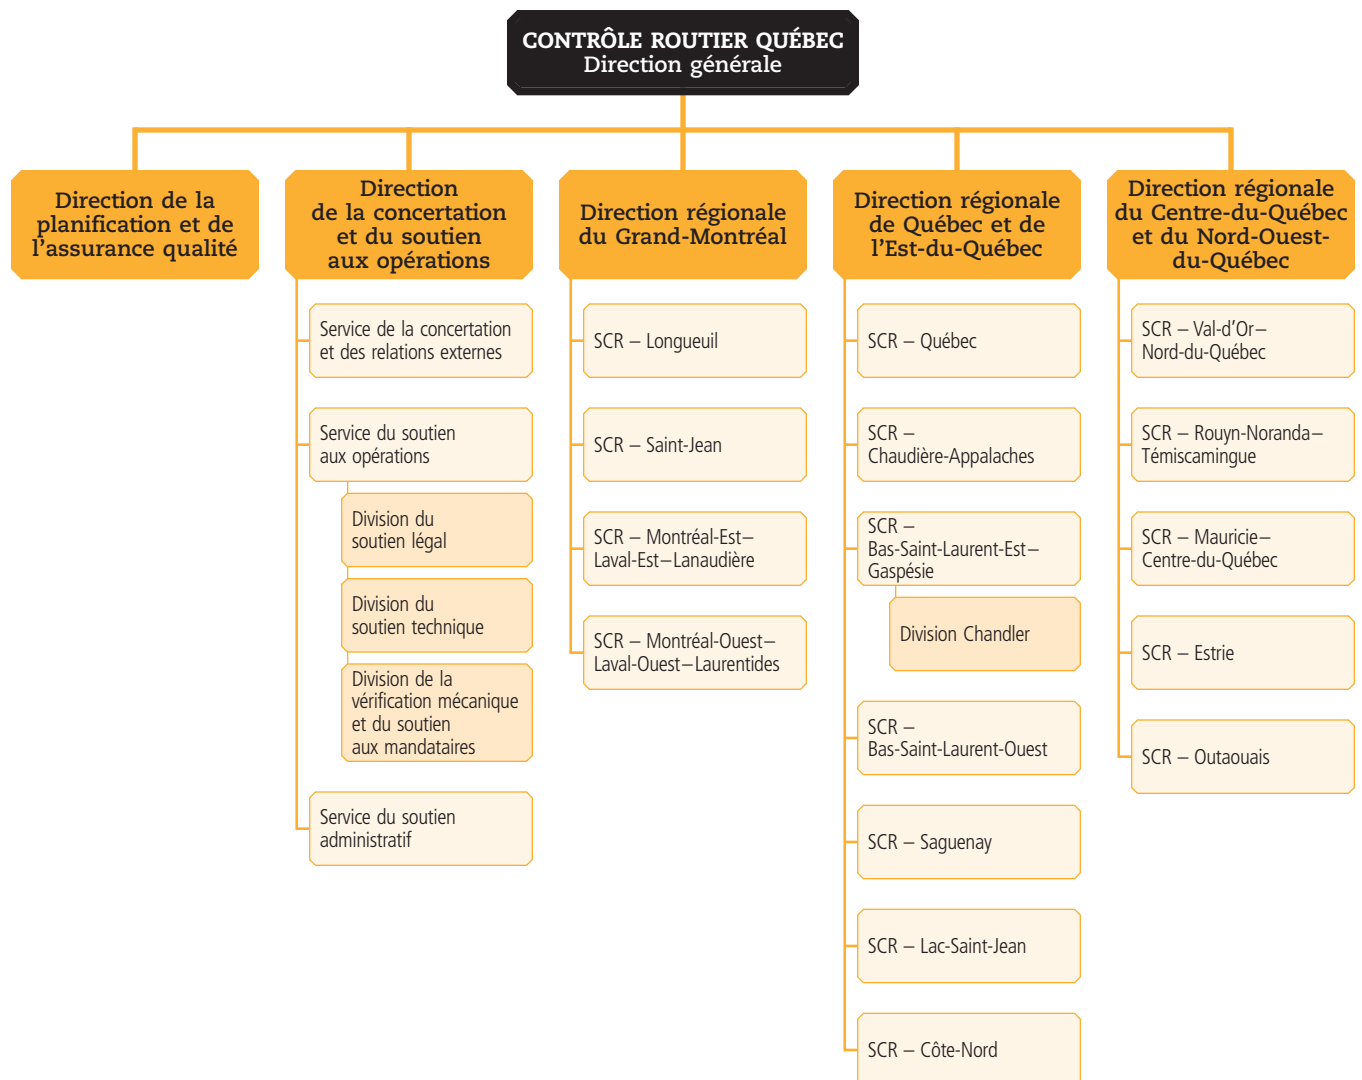 CONTRÔLE ROUTIER QUÉBEC
Direction générale
Direction de la
planification et de
l'assurance qualité
Direction
de la concertation
et du soutien
aux opérations
Service de la concertation
et des relations externes
Service du soutien
aux opérations
Division du
soutien légal
Division du
soutien technique
Division de la
vérification mécanique
et du soutien
aux mandataires
Service du soutien
administratif
Direction régionale
du Grand-Montréal
SCR – Longueuil
SCR – Saint-Jean
SCR – Montréal-Est–
Laval-Est–Lanaudière
SCR – Montréal-Ouest–
Laval-Ouest–Laurentides
Direction régionale
de Québec et de
l'Est-du-Québec
SCR – Québec
SCR –
Chaudière-Appalaches
SCR –
Bas-Saint-Laurent-Est–
Gaspésie
Division Chandler
SCR –
Bas-Saint-Laurent-Ouest
SCR – Saguenay
SCR – Lac-Saint-Jean
SCR – Côte-Nord
Direction régionale
du Centre-du-Québec
et du Nord-Ouest-
du-Québec
SCR – Val-d'Or–
Nord-du-Québec
SCR – Rouyn-Noranda–
Témiscamingue
SCR – Mauricie–
Centre-du-Québec
SCR – Estrie
SCR – Outaouais